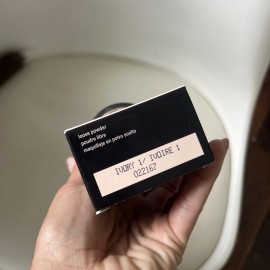 loose powder
poudre libre
maquillaje en polvo suelto
IVORY 1/ IVOIRE 1
022167